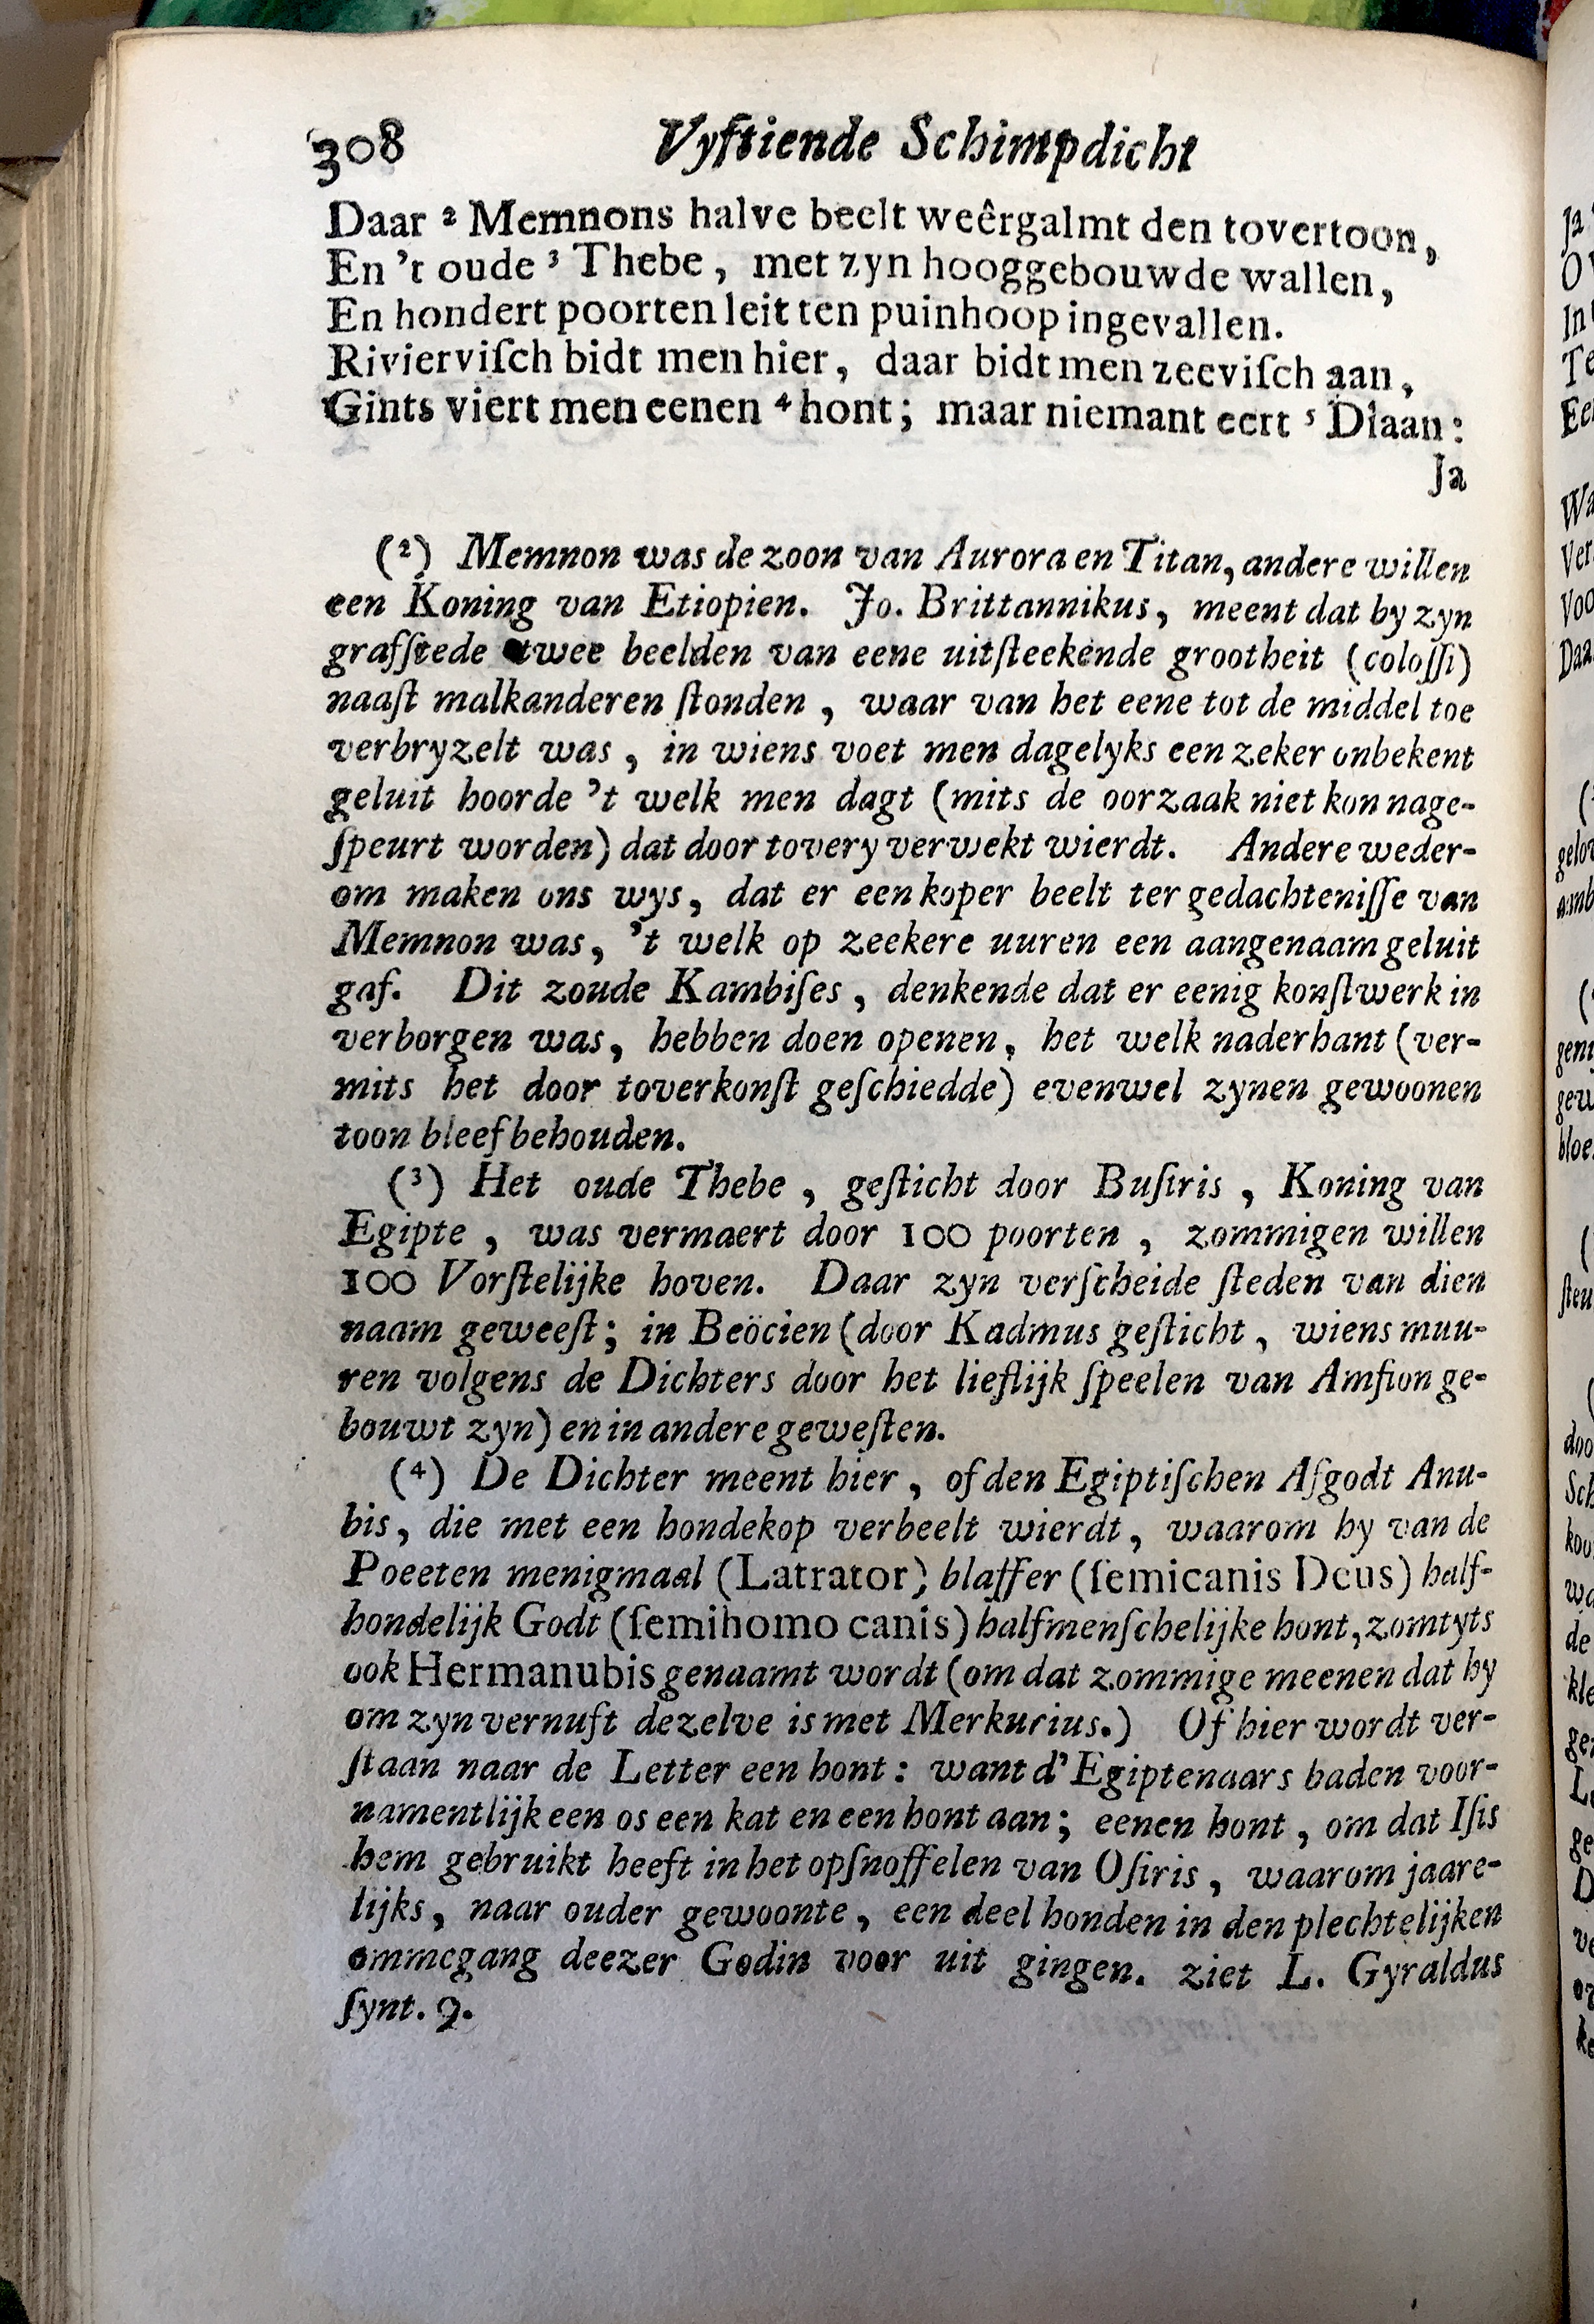 308 Vyftiende Schimpdicht
Daar ² Memnons halve beelt weêrgalmt den tovertoon,
En 't oude ³ Thebe, met zyn hooggebouwde wallen,
En hondert poorten leit ten puinhoop ingevallen.
Rivierviſch bidt men hier, daar bidt men zeeviſch aan,
Gints viert men eenen ⁴ hont; maar niemant eert ⁵ Diaan:
Ja
(²) Memnon was de zoon van Aurora en Titan, andere willen
een Koning van Etiopien. Jo. Brittannikus, meent dat by zyn
grafſtede twee beelden van eene uitſteekende grootheit (coloſſi)
naaſt malkanderen ſtonden, waar van het eene tot de middel toe
verbryzelt was, in wiens voet men dagelyks een zeker onbekent
geluit hoorde 't welk men dagt (mits de oorzaak niet kon nage-
ſpeurt worden) dat door tovery verwekt wierdt. Andere weder-
om maken ons wys, dat er een koper beelt ter gedachteniſſe van
Memnon was, 't welk op zeekere uuren een aangenaam geluit
gaf. Dit zoude Kambiſes, denkende dat er eenig konſtwerk in
verborgen was, hebben doen openen, het welk naderhant (ver-
mits het door toverkonſt geſchiedde) evenwel zynen gewoonen
toon bleef behouden.
(³) Het oude Thebe, geſticht door Buſiris, Koning van
Egipte, was vermaert door 100 poorten, zommigen willen
100 Vorſtelijke hoven. Daar zyn verſcheide ſteden van dien
naam geweeſt; in Beöcien (door Kadmus geſticht, wiens muu-
ren volgens de Dichters door het lieflijk ſpeelen van Amfion ge-
bouwt zyn) en in andere geweſten.
(⁴) De Dichter meent hier, of den Egiptiſchen Afgodt Anu-
bis, die met een hondekop verbeelt wierdt, waarom hy van de
Poeeten menigmaal (Latrator) blaffer (ſemicanis Deus) half-
hondelijk Godt (ſemihomo canis) halfmenſchelijke hont, zomtyts
ook Hermanubis genaamt wordt (om dat zommige meenen dat hy
om zyn vernuft dezelve is met Merkurius.) Of hier wordt ver-
ſtaan naar de Letter een hont: want d'Egiptenaars baden voor-
namentlijk een os een kat en een hont aan; eenen hont, om dat Iſis
hem gebruikt heeft in het opſnoffelen van Oſiris, waarom jaare-
lijks, naar ouder gewoonte, een deel honden in den plechtelijken
ommegang deezer Godin voor uit gingen. ziet L. Gyraldus
ſynt. 9.